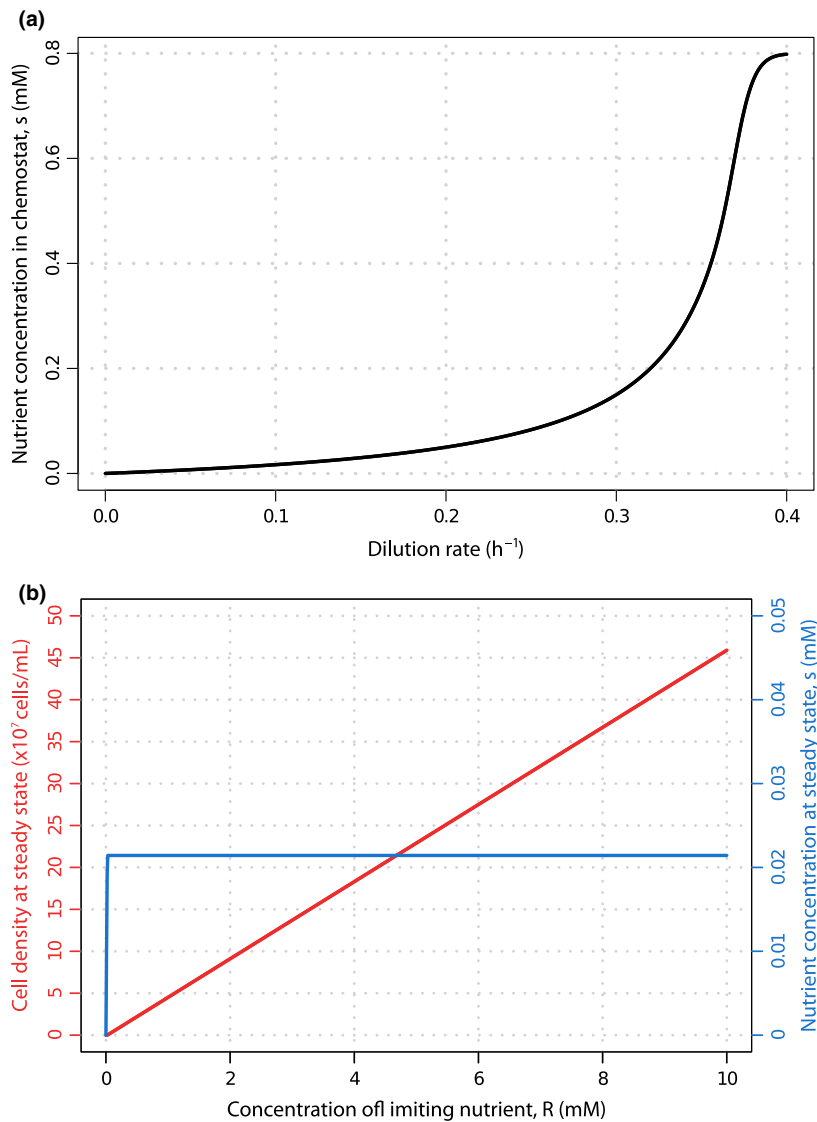 (a)
Nutrient concentration in chemostat, s (mM)
0.8
0.6
0.4
0.2
0.0
0.0 0.1 0.2 0.3 0.4
Dilution rate (h⁻¹)
(b)
Cell density at steady state (x10⁷ cells/mL)
50
45
40
35
30
25
20
15
10
5
0
Nutrient concentration at steady state, s (mM)
0.05
0.04
0.03
0.02
0.01
0
0 2 4 6 8 10
Concentration ofl imiting nutrient, R (mM)